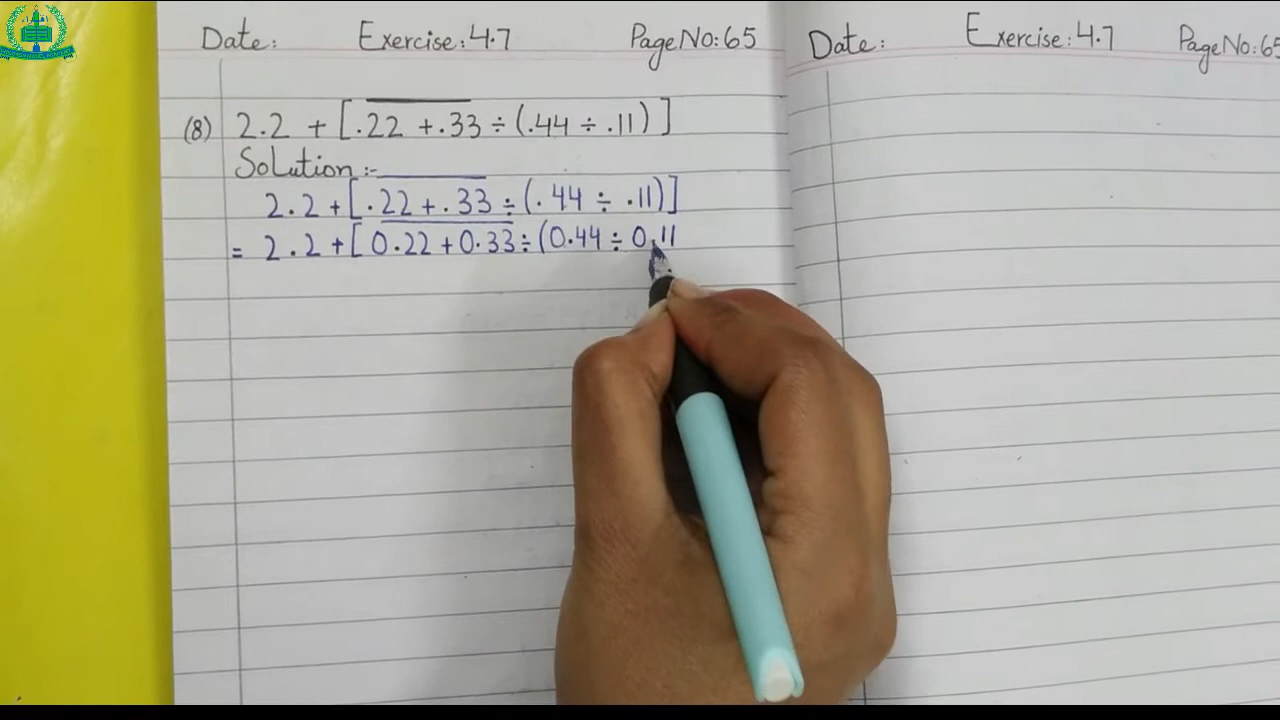 Date: Exercise: 4.7 Page No: 65
(8) 2.2 + [.22 + .33 ÷ (.44 ÷ .11)]
Solution:-
2.2 + [.22 + .33 ÷ (.44 ÷ .11)]
= 2.2 + [0.22 + 0.33 ÷ (0.44 ÷ 0.11
Date: Exercise: 4.7 Page No: 65